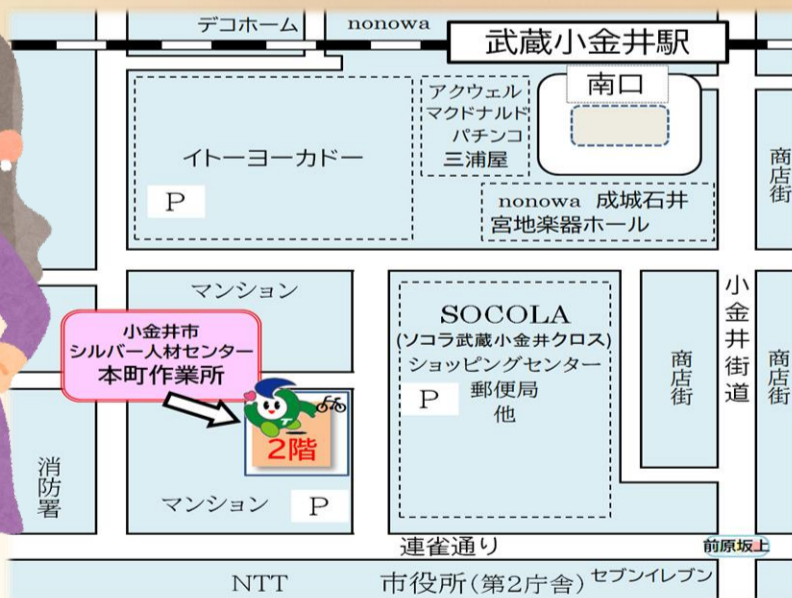 デコホーム
nonowa
武蔵小金井駅
南口
アクウェル
マクドナルド
パチンコ
三浦屋
イトーヨーカドー
P
nonowa 成城石井
宮地楽器ホール
商店街
マンション
小金井市
シルバー人材センター
本町作業所
2階
消防署
マンション
P
SOCOLA
(ソコラ武蔵小金井クロス)
ショッピングセンター
P
郵便局
他
商店街
小金井街道
商店街
連雀通り
前原坂上
NTT
市役所(第2庁舎)
セブンイレブン